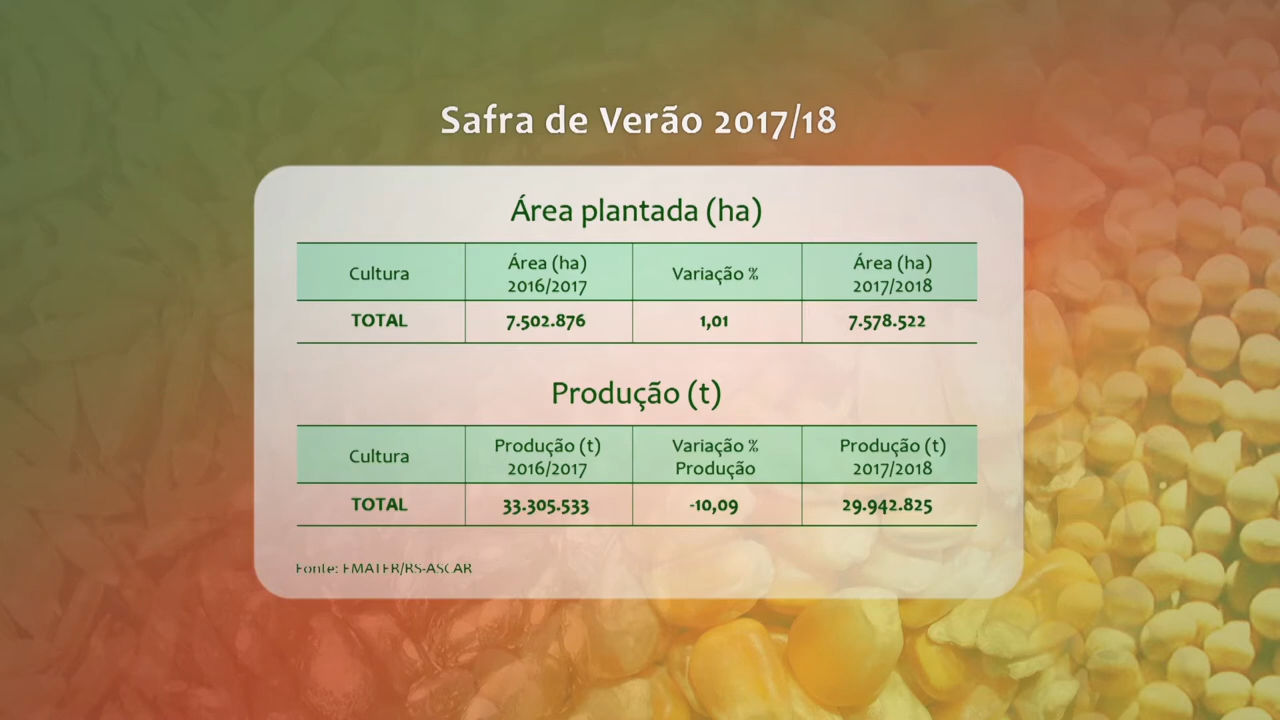 Safra de Verão 2017/18
Área plantada (ha)
Cultura
Área (ha)
2016/2017
Variação %
Área (ha)
2017/2018
TOTAL 7.502.876 1,01 7.578.522
Produção (t)
Cultura
Produção (t)
2016/2017
Variação %
Produção
Produção (t)
2017/2018
TOTAL 33.305.533 -10,09 29.942.825
Fonte: EMATER/RS-ASCAR